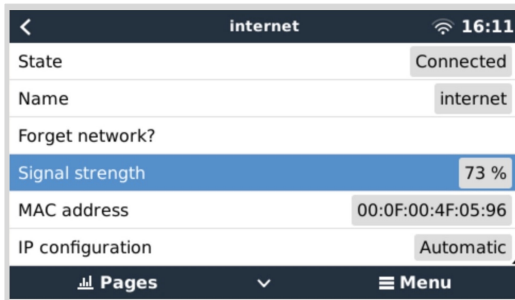 internet 16:11
State Connected
Name internet
Forget network?
Signal strength 73 %
MAC address 00:0F:00:4F:05:96
IP configuration Automatic
Pages Menu